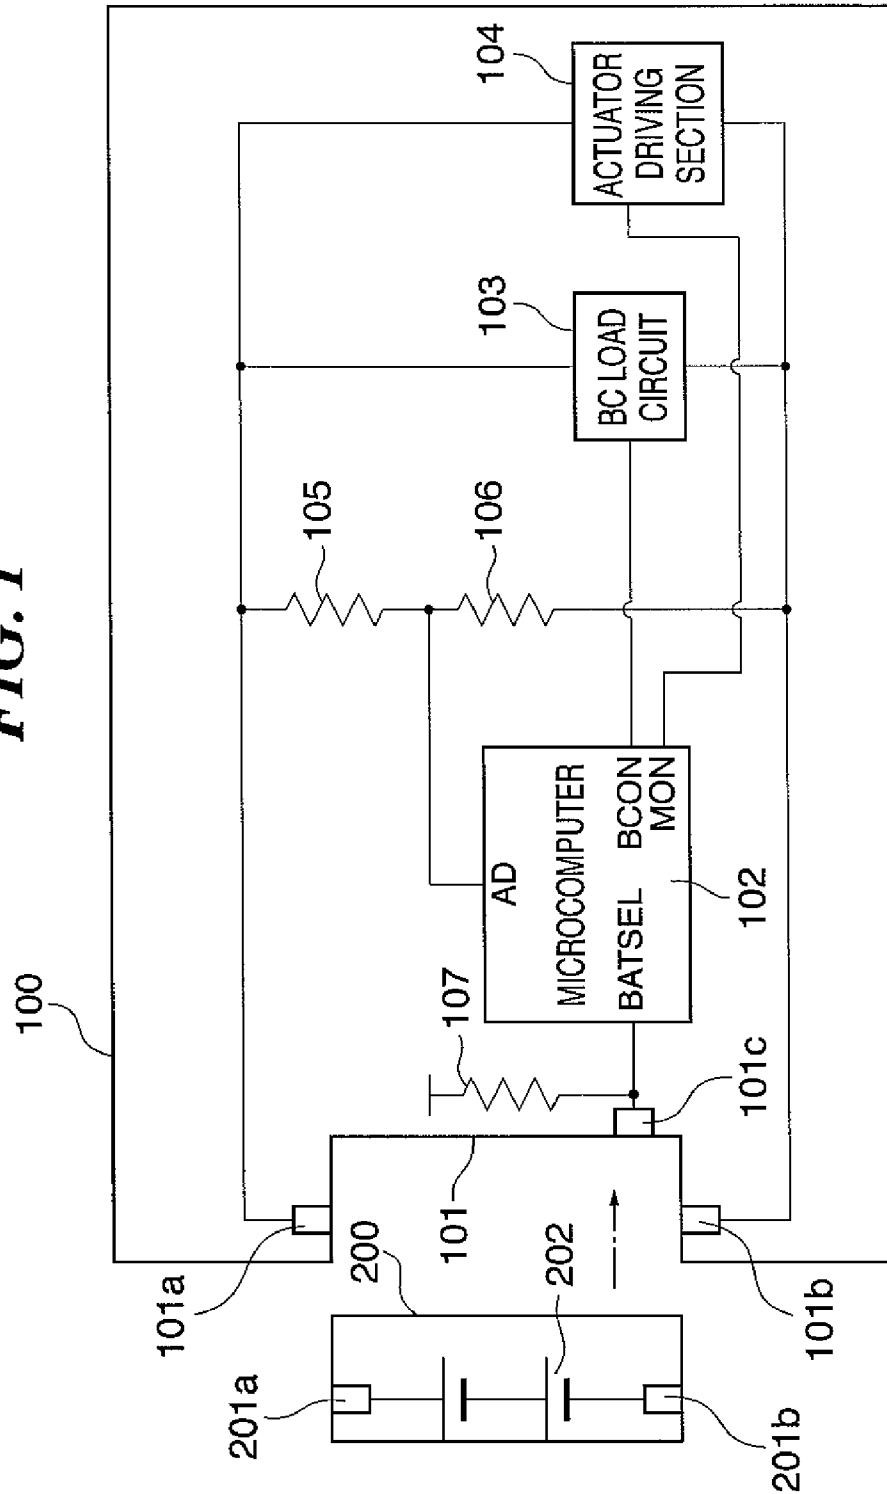 FIG. 1
100
101a
200
101
202
101b
201a
201b
107
101c
AD
MICROCOMPUTER
BATSEL BCON
MON
102
105
106
103
BC LOAD
CIRCUIT
104
ACTUATOR
DRIVING
SECTION